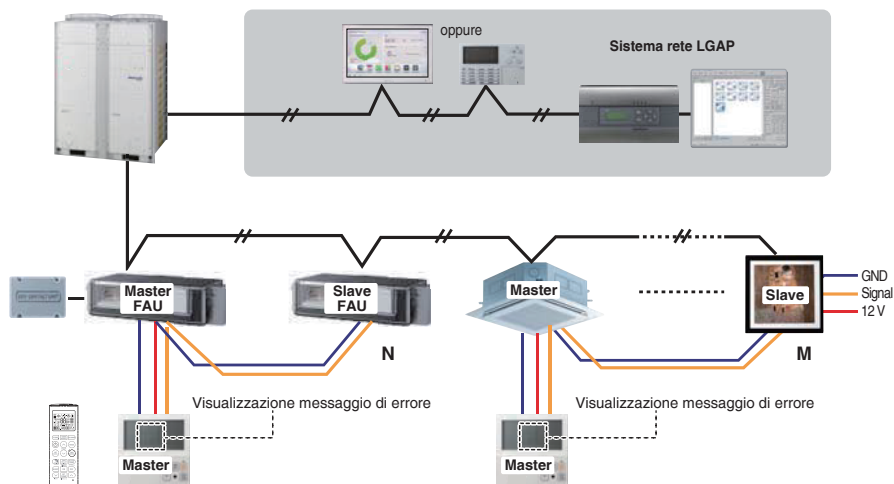 oppure
Sistema rete LGAP
Master
FAU
Slave
FAU
Master
Slave
GND
Signal
12 V
N
M
Visualizzazione messaggio di errore
Visualizzazione messaggio di errore
Master
Master